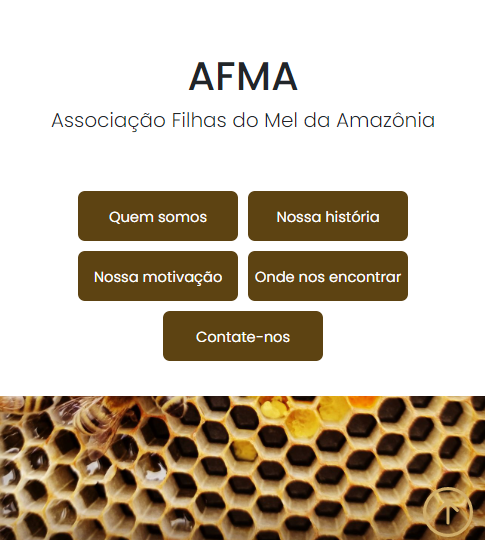 AFMA
Associação Filhas do Mel da Amazônia
Quem somos
Nossa história
Nossa motivação
Onde nos encontrar
Contate-nos